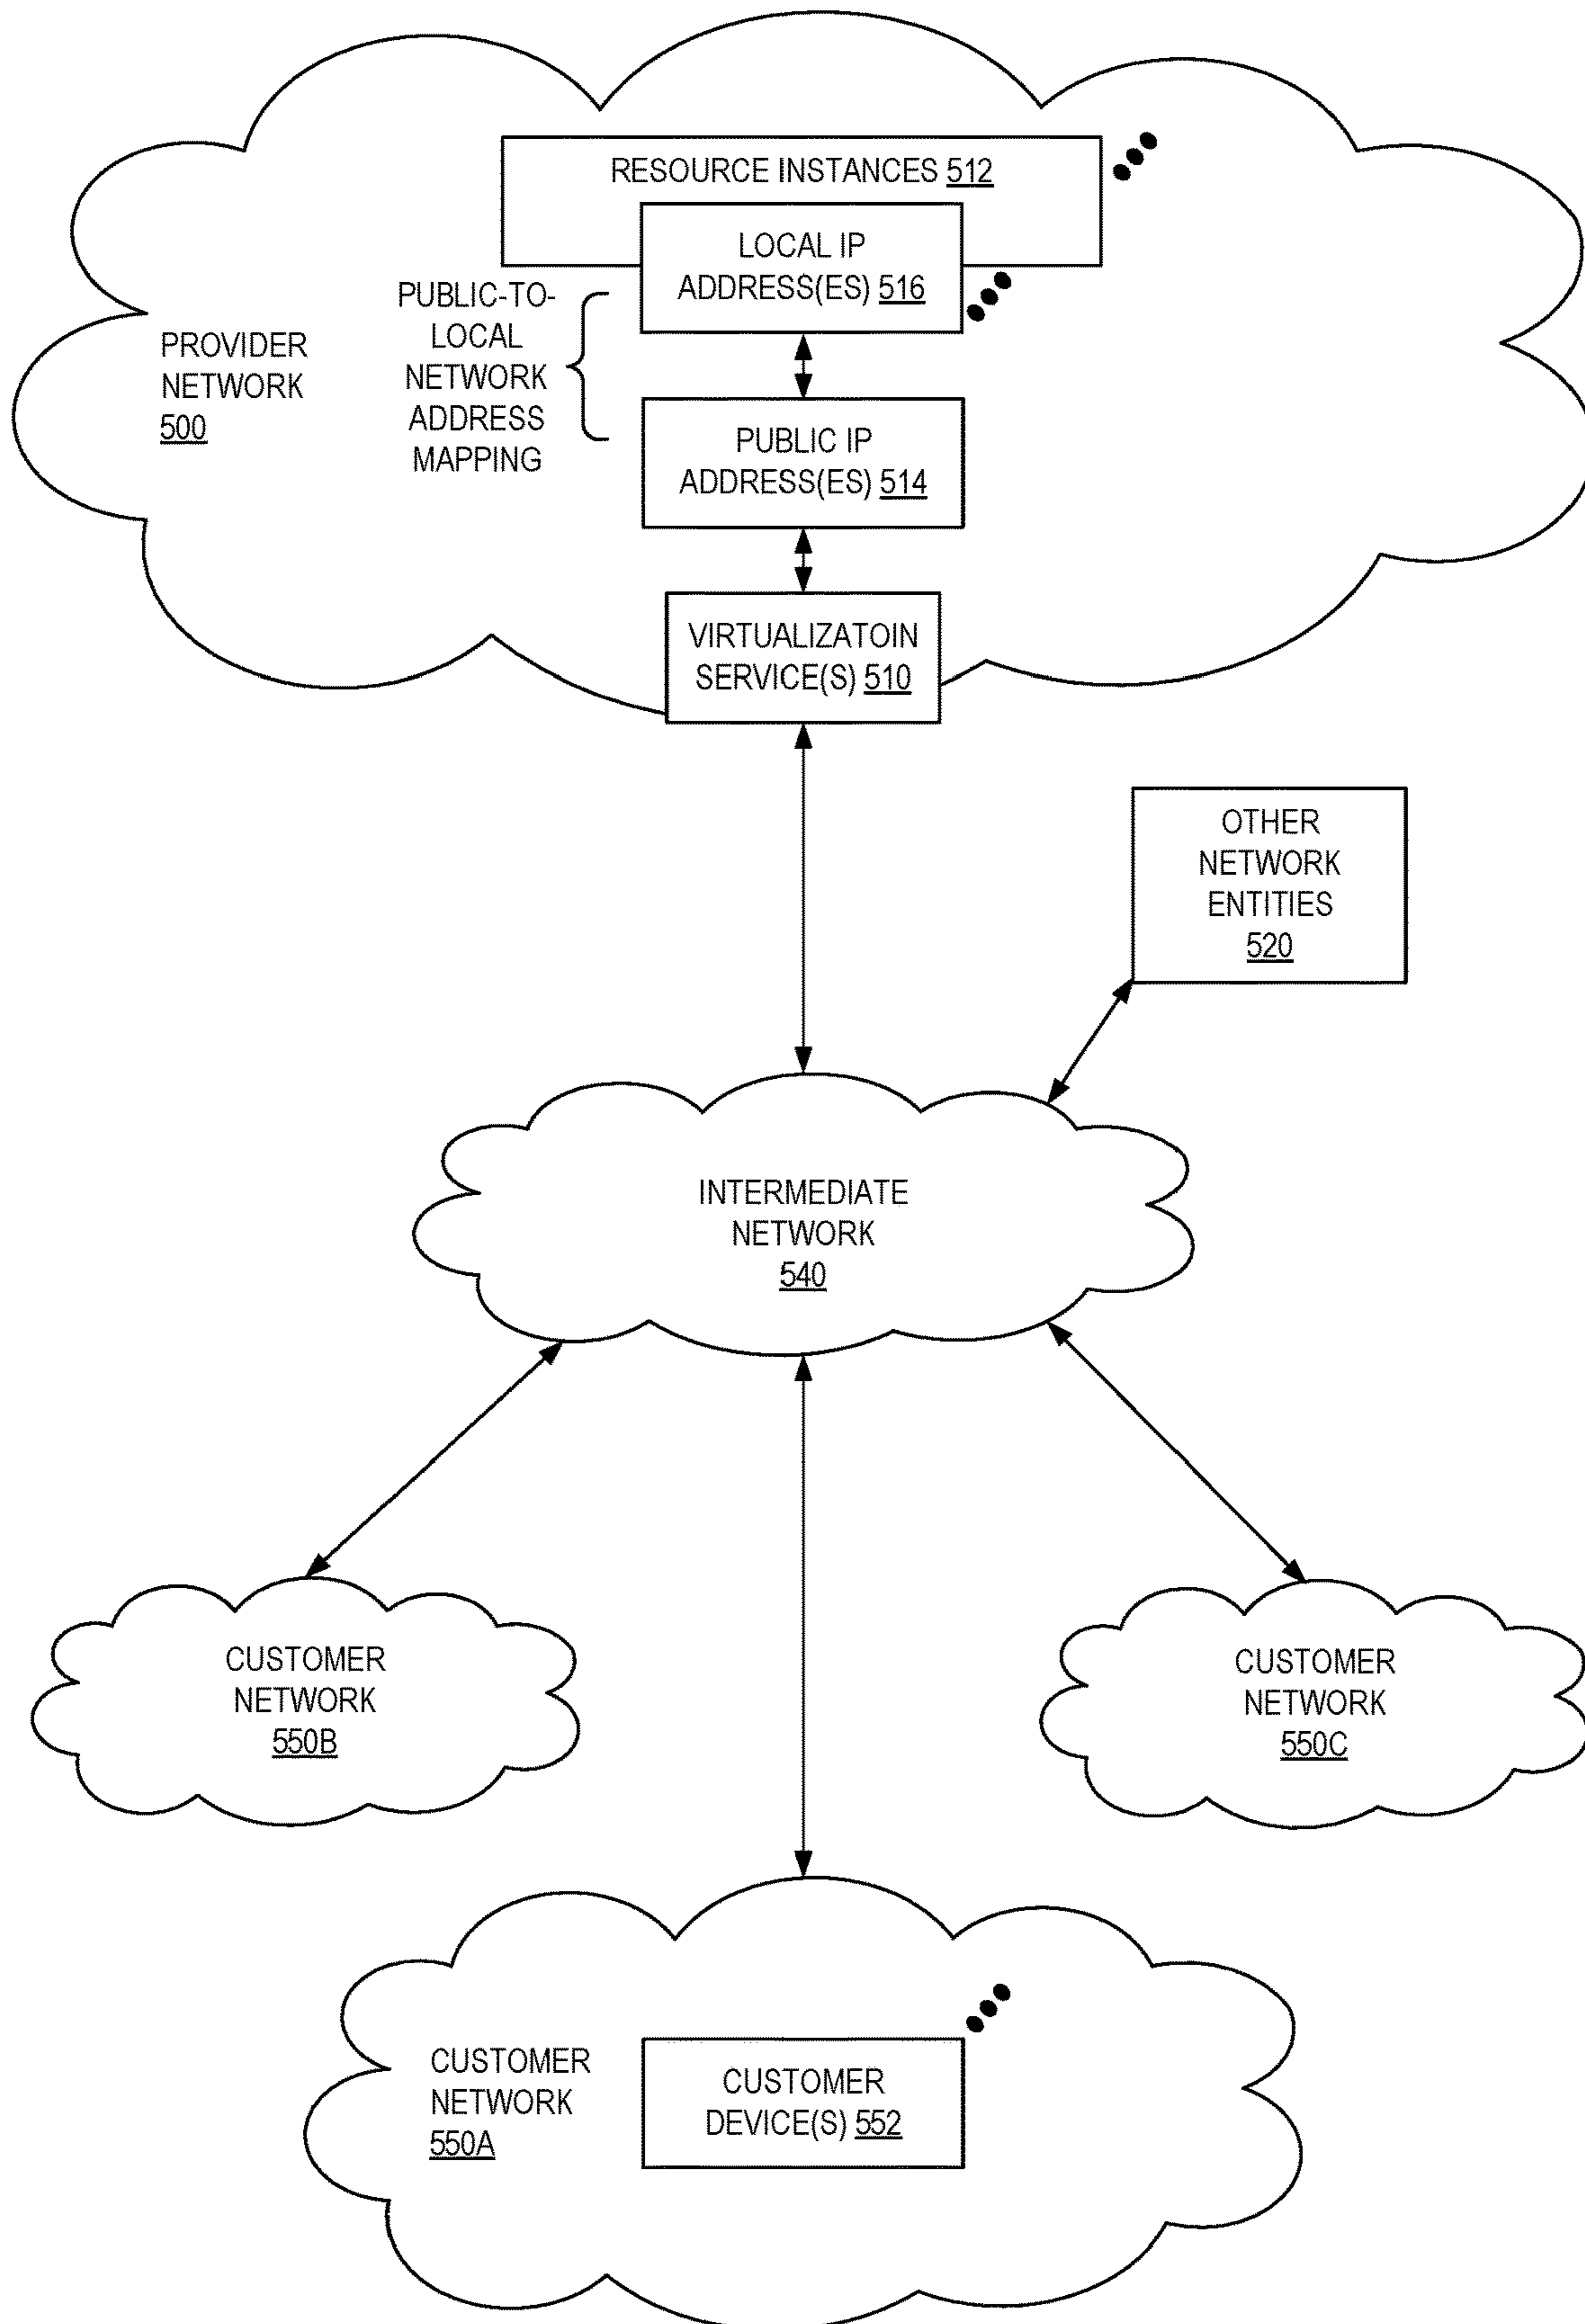 RESOURCE INSTANCES 512
LOCAL IP
ADDRESS(ES) 516
PUBLIC-TO-
LOCAL
NETWORK
ADDRESS
MAPPING
PROVIDER
NETWORK
500
PUBLIC IP
ADDRESS(ES) 514
VIRTUALIZATOIN
SERVICE(S) 510
OTHER
NETWORK
ENTITIES
520
INTERMEDIATE
NETWORK
540
CUSTOMER
NETWORK
550B
CUSTOMER
NETWORK
550C
CUSTOMER
NETWORK
550A
CUSTOMER
DEVICE(S) 552